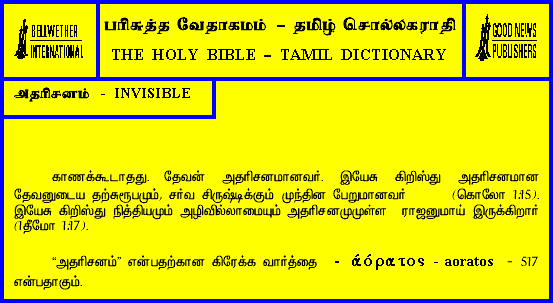 BELLWETHER
INTERNATIONAL
பரிசுத்த வேதாகமம் – தமிழ் சொல்லகராதி
THE HOLY BIBLE – TAMIL DICTIONARY
GOOD NEWS
PUBLISHERS
அதரிசனம் - INVISIBLE
காணக்கூடாதது. தேவன் அதரிசனமானவர். இயேசு கிறிஸ்து அதரிசனமான
தேவனுடைய தற்சுரூபமும், சர்வ சிருஷ்டிக்கும் முந்தின பேறுமானவர் (கொலோ 1:15).
இயேசு கிறிஸ்து நித்தியமும் அழிவில்லாமையும் அதரிசனமுமுள்ள ராஜனுமாய் இருக்கிறார்
(1தீமோ 1:17).
“அதரிசனம்” என்பதற்கான கிரேக்க வார்த்தை - ἀόρατος - aoratos - 517
என்பதாகும்.